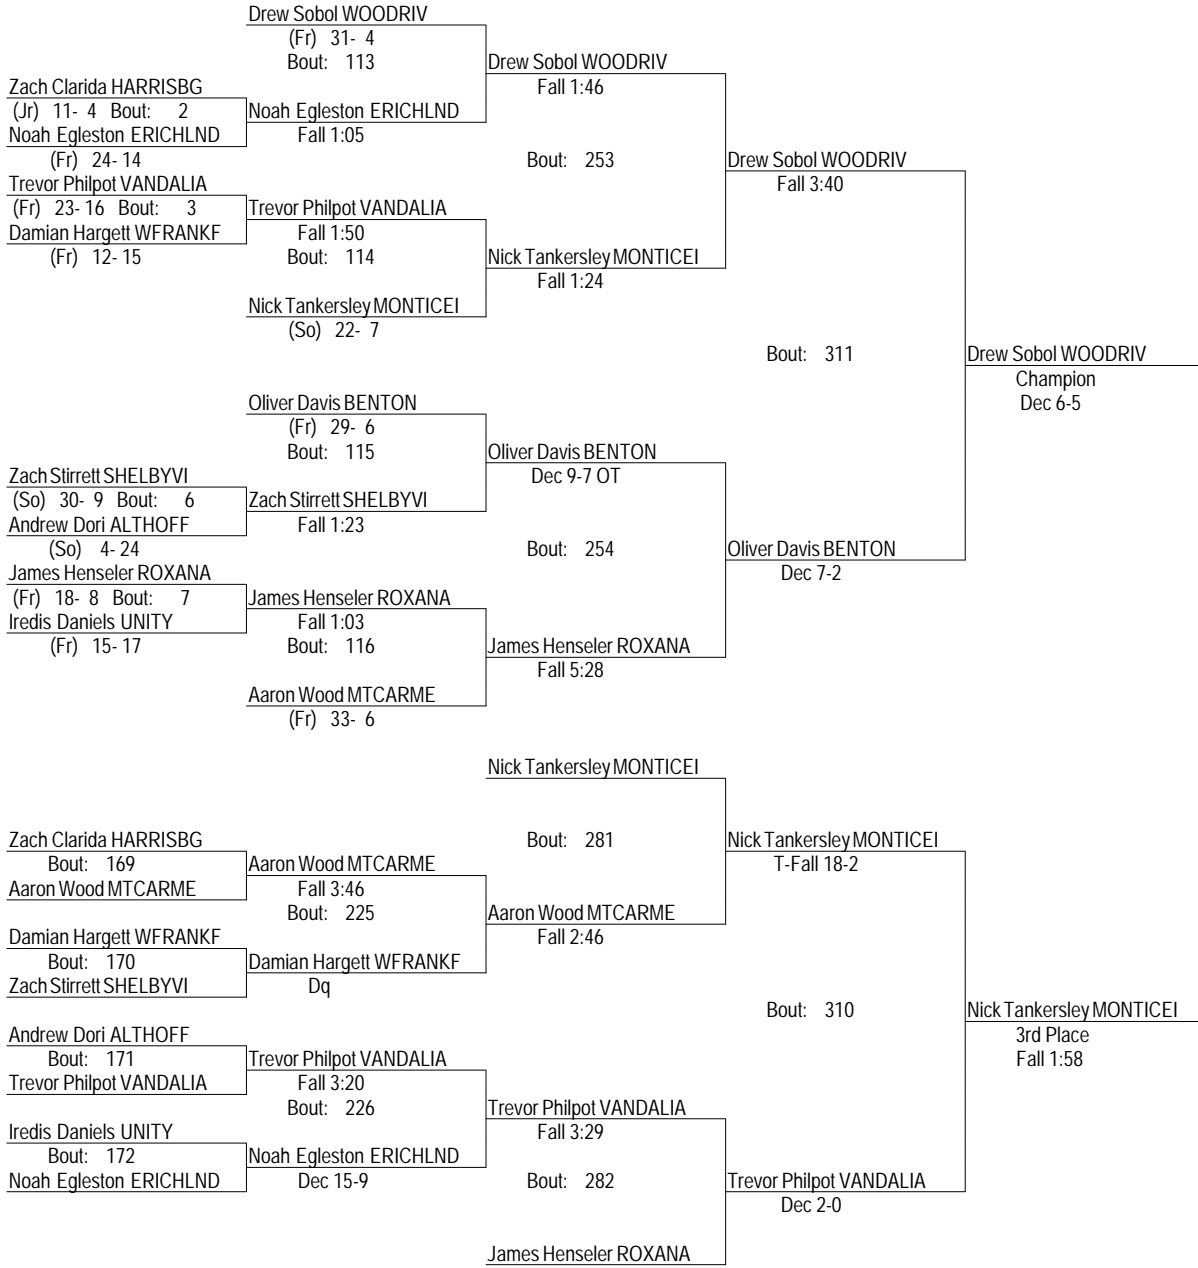 Drew Sobol WOODRIV
(Fr) 31- 4
Bout: 113
Drew Sobol WOODRIV
Fall 1:46
Zach Clarida HARRISBG
(Jr) 11- 4 Bout: 2
Noah Egleston ERICHLND
Noah Egleston ERICHLND
Fall 1:05
(Fr) 24- 14
Bout: 253
Drew Sobol WOODRIV
Fall 3:40
Trevor Philpot VANDALIA
(Fr) 23- 16 Bout: 3
Trevor Philpot VANDALIA
Damian Hargett WFRANKF
Fall 1:50
(Fr) 12- 15
Bout: 114
Nick Tankersley MONTICEI
Fall 1:24
Nick Tankersley MONTICEI
(So) 22- 7
Bout: 311
Drew Sobol WOODRIV
Champion
Dec 6-5
Oliver Davis BENTON
(Fr) 29- 6
Bout: 115
Oliver Davis BENTON
Dec 9-7 OT
Zach Stirrett SHELBYVI
(So) 30- 9 Bout: 6
Zach Stirrett SHELBYVI
Andrew Dori ALTHOFF
Fall 1:23
(So) 4- 24
Bout: 254
Oliver Davis BENTON
Dec 7-2
James Henseler ROXANA
(Fr) 18- 8 Bout: 7
James Henseler ROXANA
Iredis Daniels UNITY
Fall 1:03
(Fr) 15- 17
Bout: 116
James Henseler ROXANA
Fall 5:28
Aaron Wood MTCARME
(Fr) 33- 6
Nick Tankersley MONTICEI
Zach Clarida HARRISBG
Bout: 281
Nick Tankersley MONTICEI
T-Fall 18-2
Bout: 169
Aaron Wood MTCARME
Aaron Wood MTCARME
Fall 3:46
Bout: 225
Aaron Wood MTCARME
Fall 2:46
Damian Hargett WFRANKF
Bout: 170
Damian Hargett WFRANKF
Zach Stirrett SHELBYVI
Dq
Bout: 310
Nick Tankersley MONTICEI
3rd Place
Fall 1:58
Andrew Dori ALTHOFF
Bout: 171
Trevor Philpot VANDALIA
Trevor Philpot VANDALIA
Fall 3:20
Bout: 226
Trevor Philpot VANDALIA
Fall 3:29
Iredis Daniels UNITY
Bout: 172
Noah Egleston ERICHLND
Noah Egleston ERICHLND
Dec 15-9
Bout: 282
Trevor Philpot VANDALIA
Dec 2-0
James Henseler ROXANA